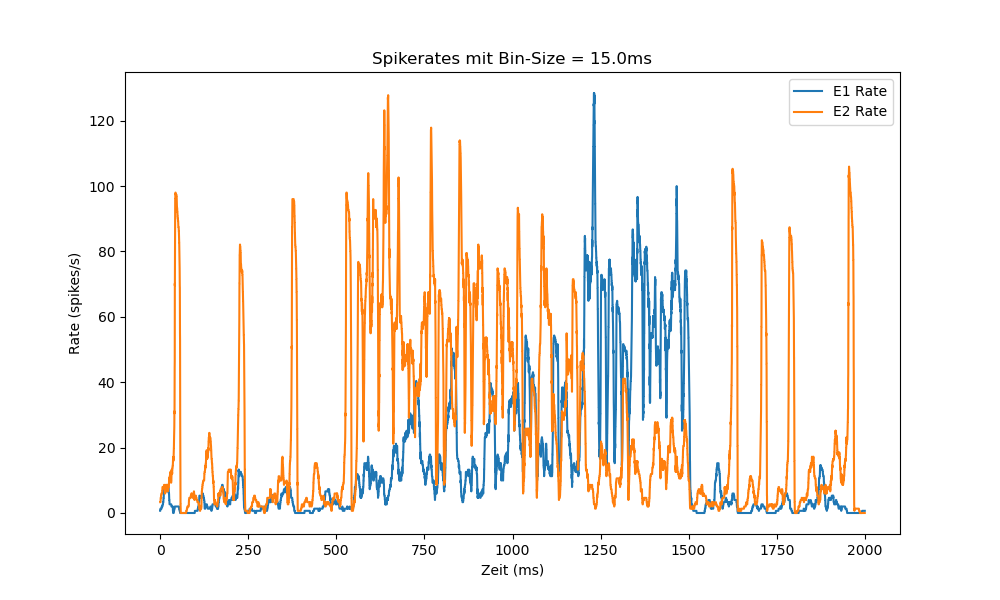 Spikerates mit Bin-Size = 15.0ms
E1 Rate
E2 Rate
Rate (spikes/s)
120
100
80
60
40
20
0
0 250 500 750 1000 1250 1500 1750 2000
Zeit (ms)